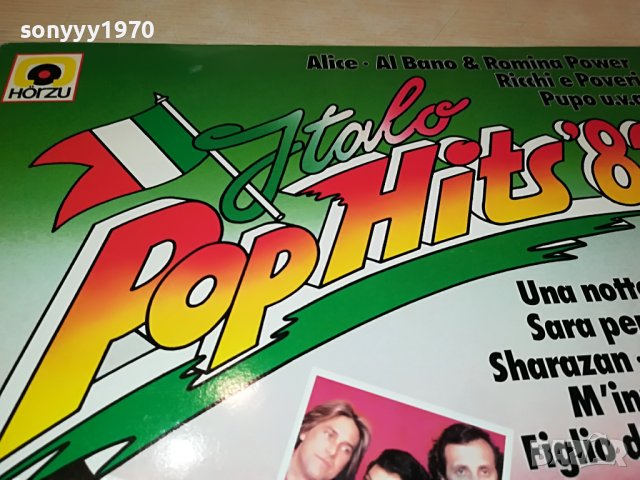 sonyyy1970
HÖRZU
Alice · Al Bano & Romina Power
Ricchi e Poveri
Pupo u.v.a.
Italo
Pop Hits '8
Una notte
Sara per
Sharazan
M'in
Figlio d